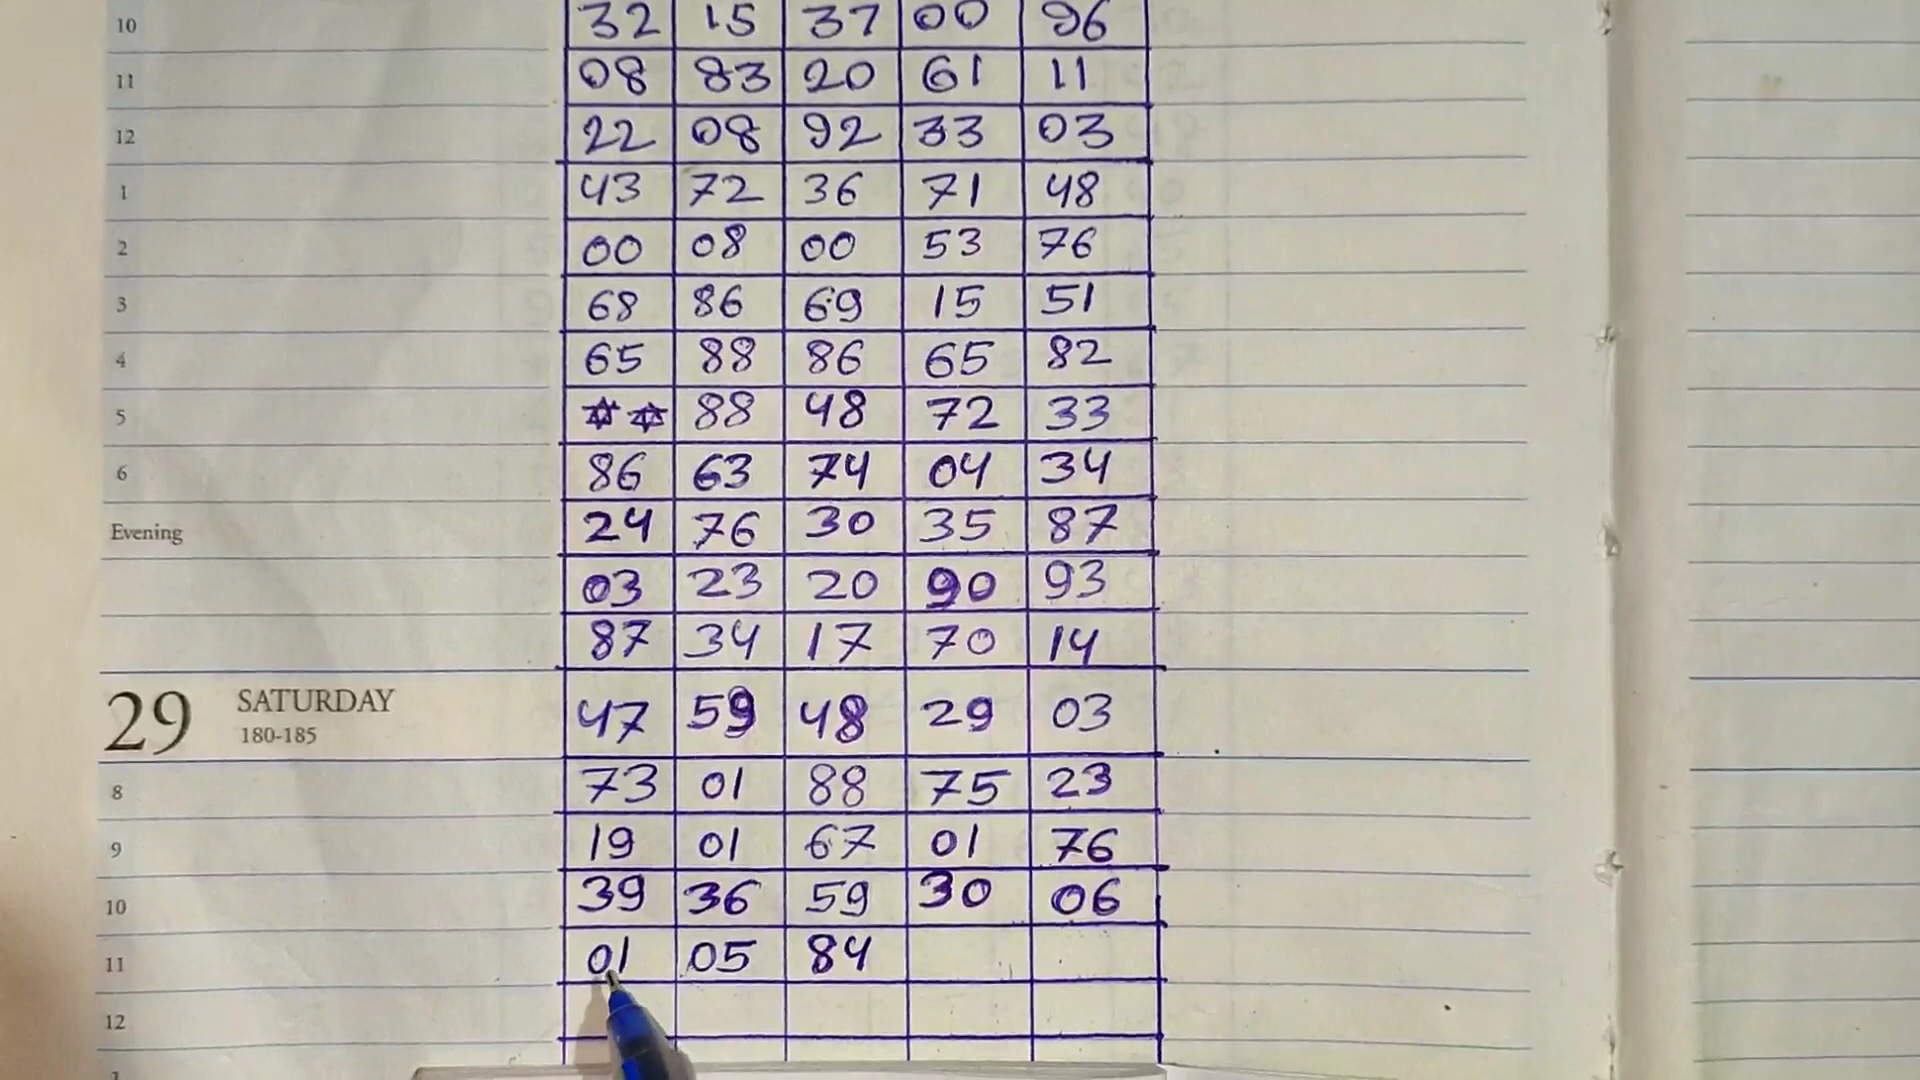 10 32 15 37 00 96
11 08 83 20 61 11
12 22 08 92 33 03
1 43 72 36 71 48
2 00 08 00 53 76
3 68 86 69 15 51
4 65 88 86 65 82
5 ✡ ✡ 88 48 72 33
6 86 63 74 04 34
Evening 24 76 30 35 87
03 23 20 90 93
87 34 17 70 14
29 SATURDAY 47 59 48 29 03
180-185
8 73 01 88 75 23
9 19 01 67 01 76
10 39 36 59 30 06
11 01 05 84
12